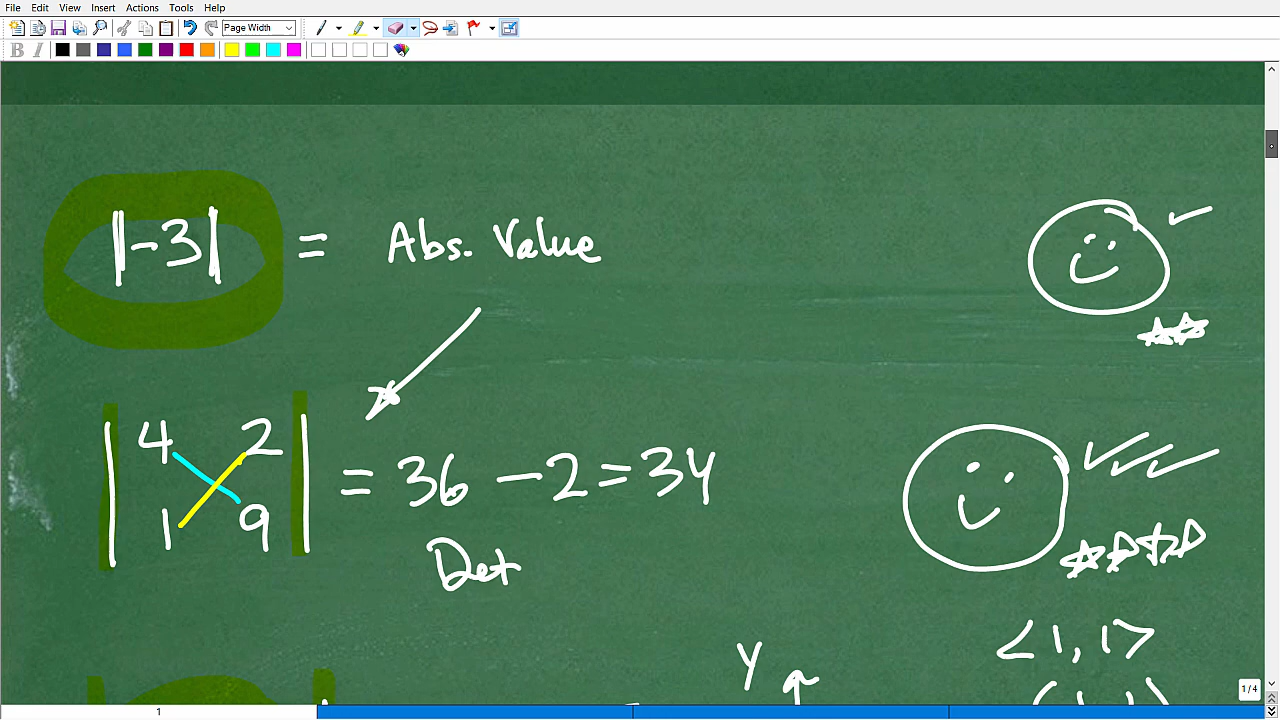 File Edit View Insert Actions Tools Help
Page Width
B I
|-3| = Abs. Value
|4 2
1 9| = 36 - 2 = 34
Det
<1, 1>
y
1/4
1